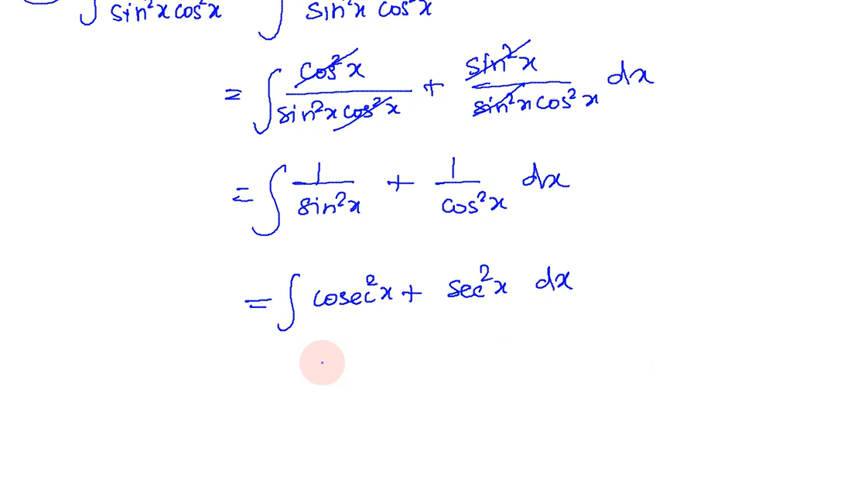 ∫ sin²x cos²x ∫ sin²x cos²x
= ∫ cos²x / sin²x cos²x + sin²x / sin²x cos²x dx
= ∫ 1 / sin²x + 1 / cos²x dx
= ∫ cosec²x + sec²x dx